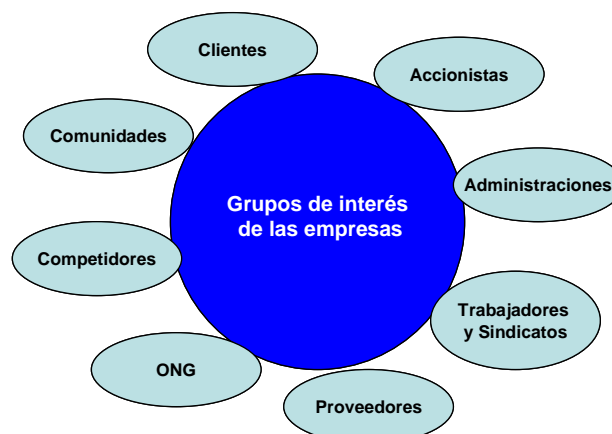 Clientes
Accionistas
Comunidades
Administraciones
Grupos de interés
de las empresas
Competidores
Trabajadores
y Sindicatos
ONG
Proveedores